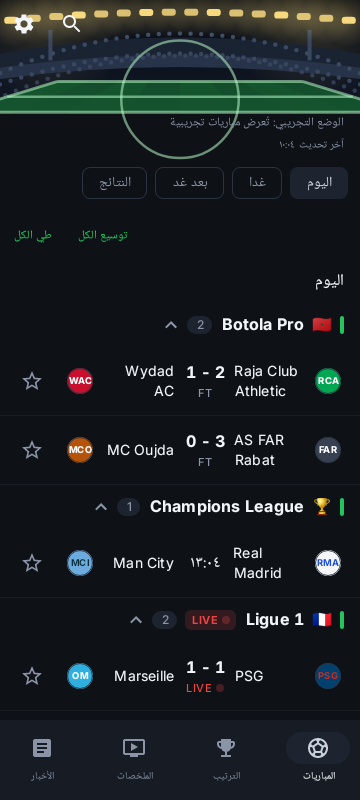 الوضع التجريبي: تُعرض مباريات تجريبية
آخر تحديث ١٠:٠٤
اليوم
غدا
بعد غد
النتائج
توسيع الكل
طي الكل
اليوم
Botola Pro 2
RCA Raja Club Athletic 1 - 2 FT Wydad AC WAC
FAR AS FAR Rabat 0 - 3 FT MC Oujda MCO
Champions League 1
RMA Real Madrid ١٣:٠٤ Man City MCI
Ligue 1 LIVE 2
PSG PSG 1 - 1 LIVE Marseille OM
المباريات
الترتيب
الملخصات
الأخبار